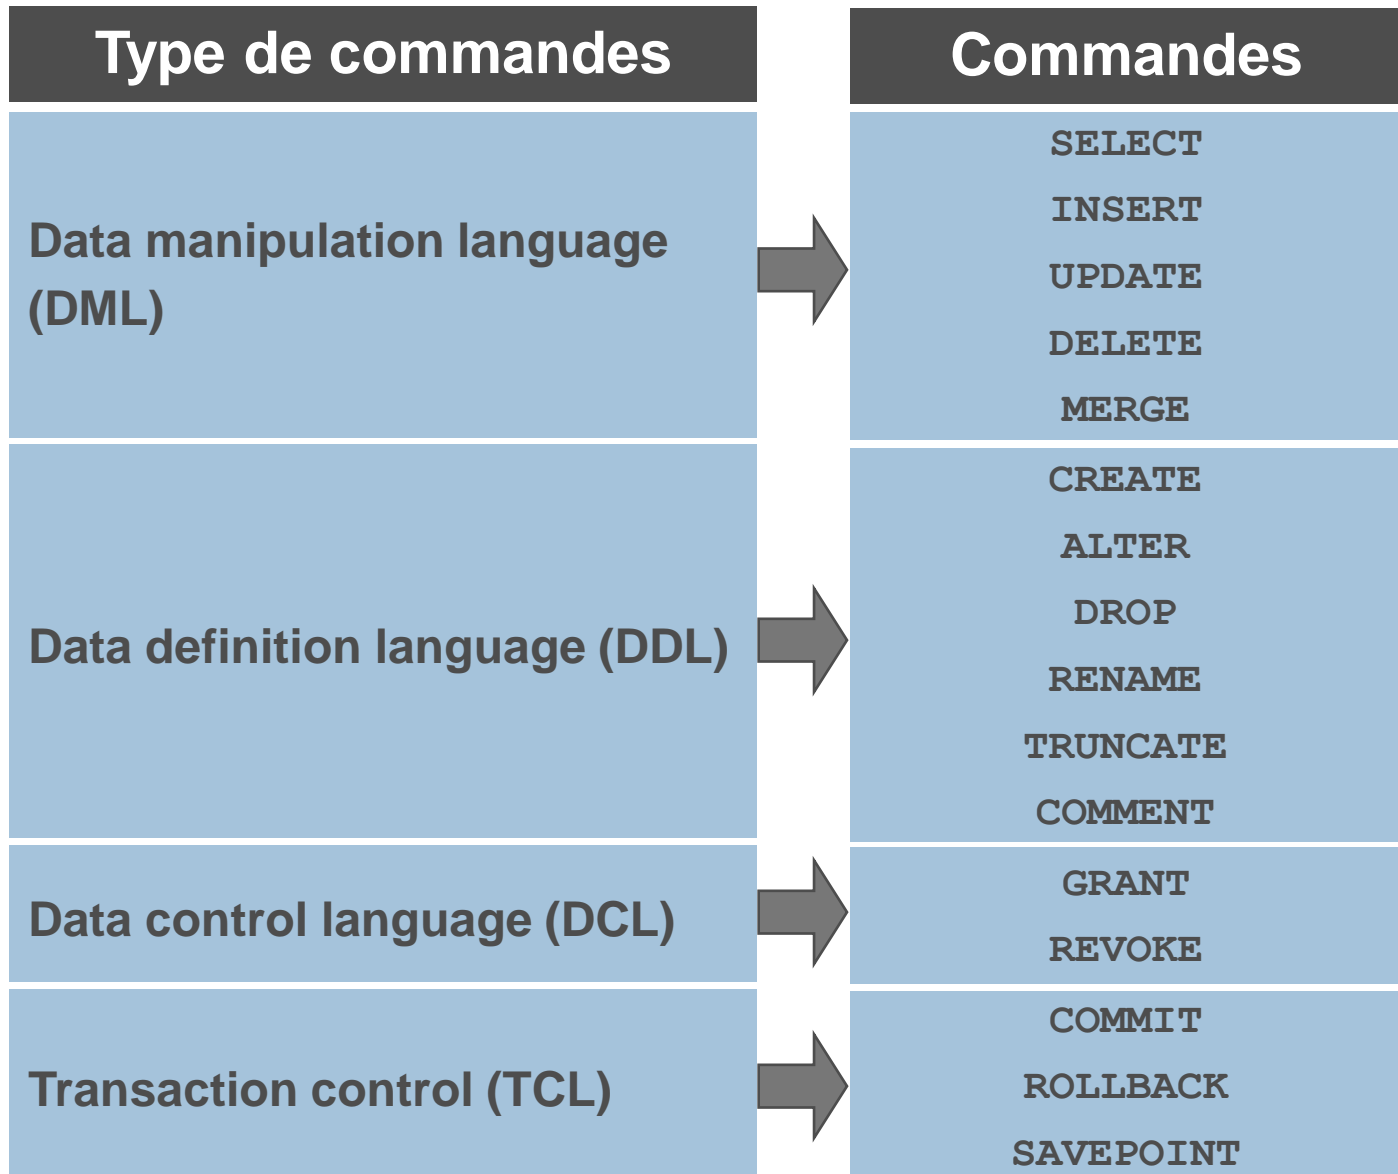 Type de commandes
Commandes
Data manipulation language
(DML)
SELECT
INSERT
UPDATE
DELETE
MERGE
Data definition language (DDL)
CREATE
ALTER
DROP
RENAME
TRUNCATE
COMMENT
Data control language (DCL)
GRANT
REVOKE
Transaction control (TCL)
COMMIT
ROLLBACK
SAVEPOINT